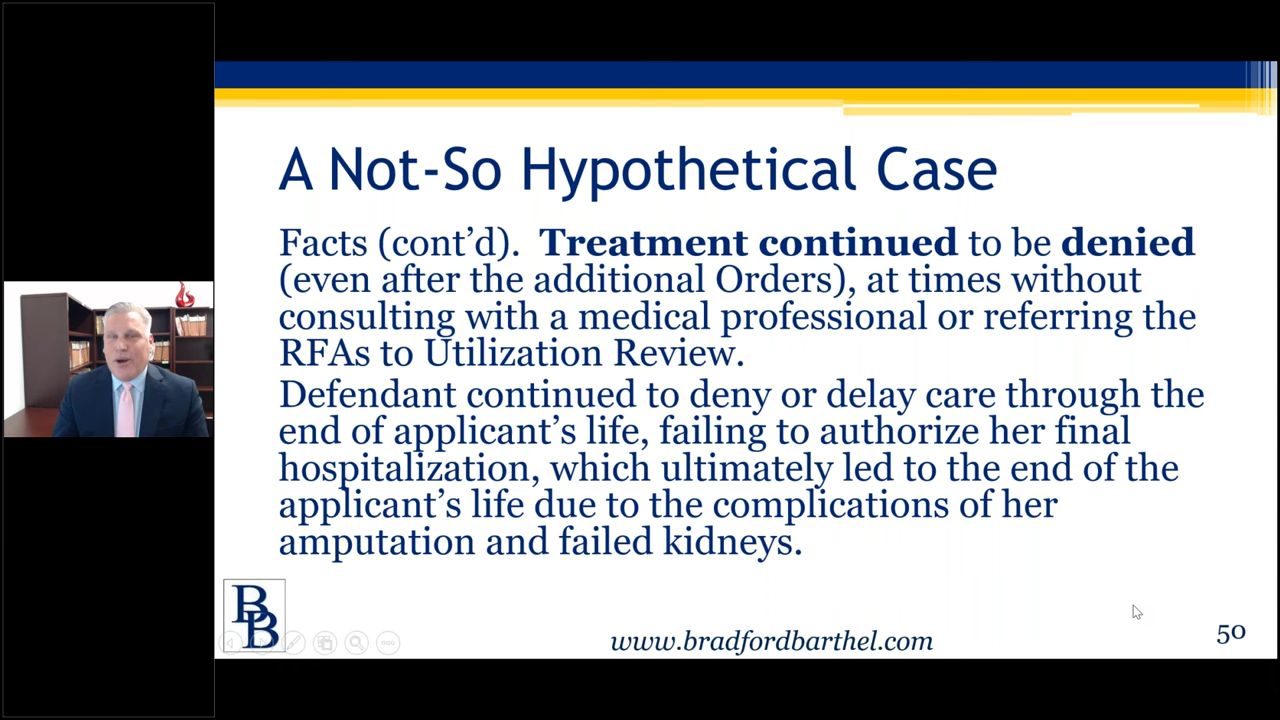 A Not-So Hypothetical Case
Facts (cont’d).  Treatment continued to be denied
(even after the additional Orders), at times without
consulting with a medical professional or referring the
RFAs to Utilization Review.
Defendant continued to deny or delay care through the
end of applicant’s life, failing to authorize her final
hospitalization, which ultimately led to the end of the
applicant’s life due to the complications of her
amputation and failed kidneys.
BB
www.bradfordbarthel.com
50